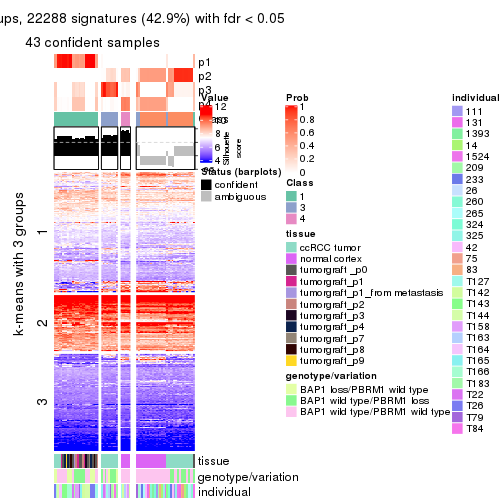 ups, 22288 signatures (42.9%) with fdr < 0.05
43 confident samples
p1
p2
p3
p4
Value
12
10
8
6
4
Silhouette
score
Status (barplots)
confident
ambiguous
k-means with 3 groups
1
2
3
tissue
genotype/variation
individual
Prob
1
0.8
0.6
0.4
0.2
0
Class
1
3
4
tissue
ccRCC tumor
normal cortex
tumorgraft _p0
tumorgraft_p1
tumorgraft_p1_from metastasis
tumorgraft_p2
tumorgraft_p3
tumorgraft_p4
tumorgraft_p7
tumorgraft_p8
tumorgraft_p9
genotype/variation
BAP1 loss/PBRM1 wild type
BAP1 wild type/PBRM1 loss
BAP1 wild type/PBRM1 wild type
individual
111
131
1393
14
1524
209
233
26
260
265
324
325
42
75
83
T127
T142
T143
T144
T158
T163
T164
T165
T166
T183
T22
T26
T79
T84